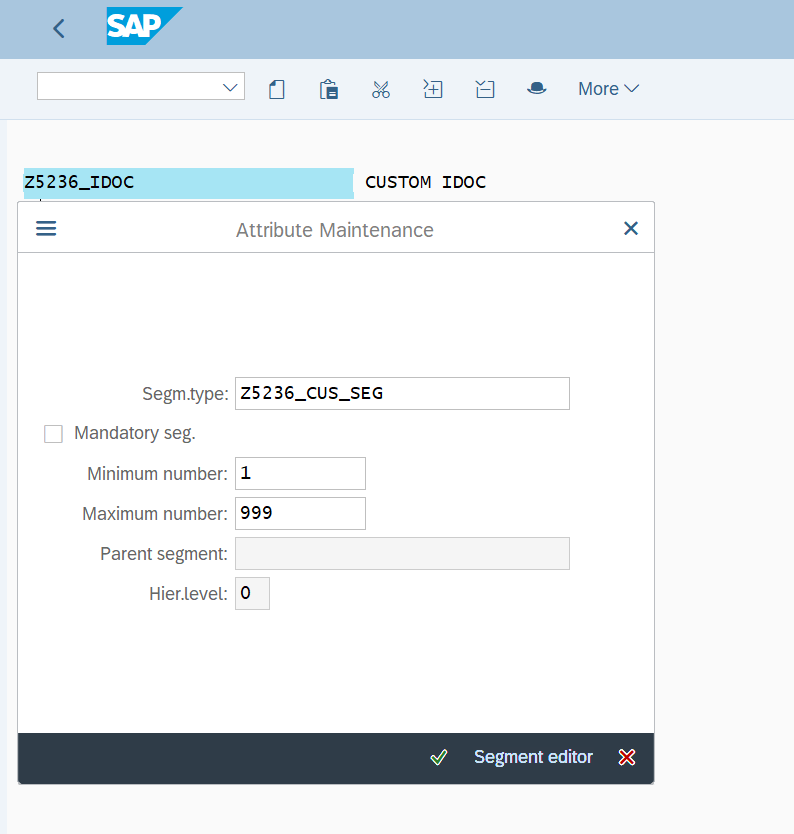 SAP
More
Z5236_IDOC CUSTOM IDOC
Attribute Maintenance
Segm.type: Z5236_CUS_SEG
Mandatory seg.
Minimum number: 1
Maximum number: 999
Parent segment:
Hier.level: 0
Segment editor